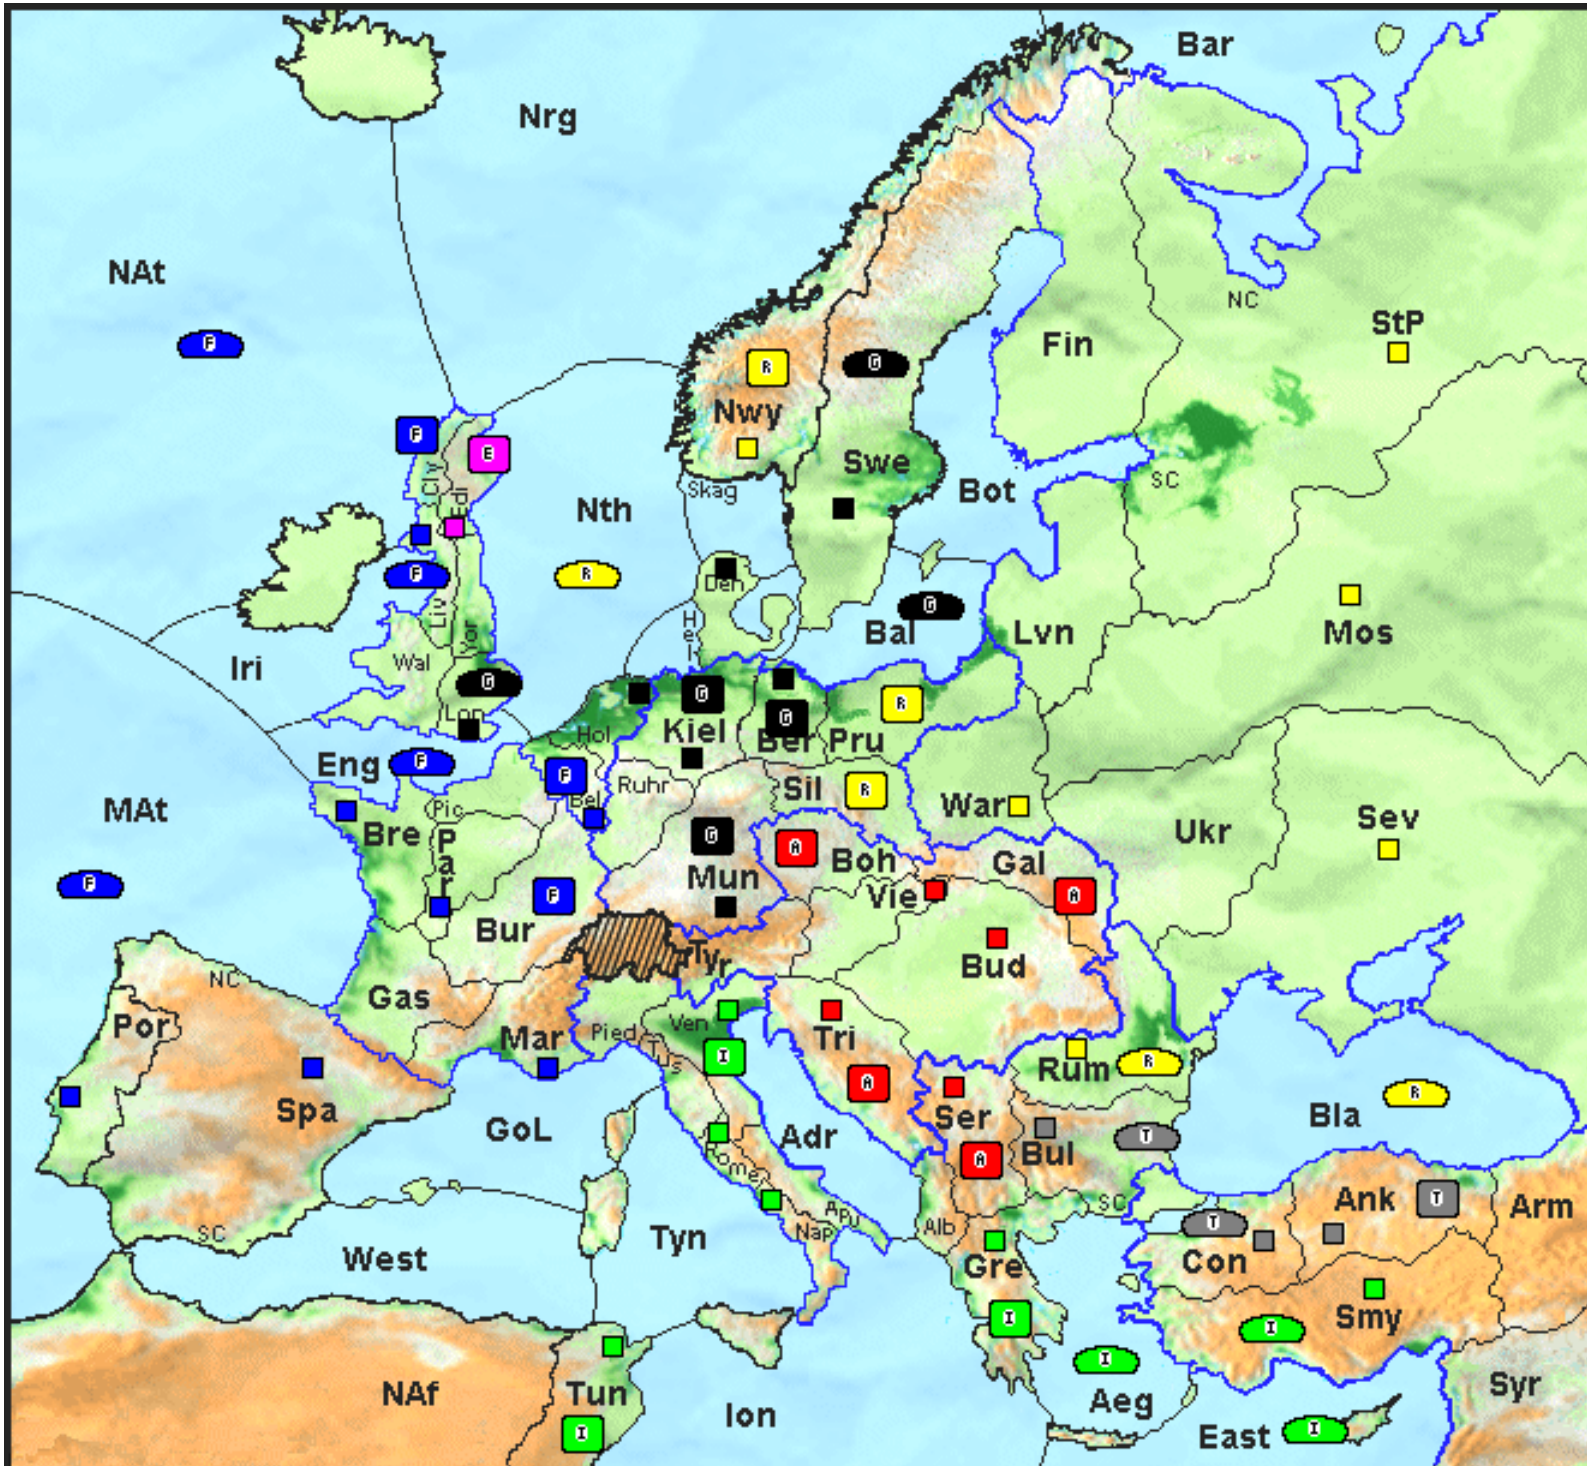 Bar
Nrg
NAt
NC
StP
Fin
F
R
G
Nwy
F
E
Cly
Edi
Swe
SC
Skag
Bot
Nth
F
R
Den
G
Liv
Yor
Hel
Bal
Lvn
Mos
Iri
Wal
G
Lon
G
G
R
Hol
Kiel
Ber
Pru
Eng
F
F
Ruhr
Sil
R
War
MAt
Pic
Bel
Bre
Par
G
A
Boh
Gal
Ukr
Sev
F
F
Mun
Vie
A
Bur
Tyr
Bud
NC
Gas
Por
Mar
Pied
Ven
Tri
Tus
I
Rum
R
A
R
Spa
Ser
GoL
Adr
Bla
Bul
T
Rome
A
Ank
T
Arm
SC
Apu
SC
Tyn
Nap
Alb
T
West
Gre
Con
I
I
Smy
I
NAf
Tun
Aeg
Syr
Ion
I
East
I